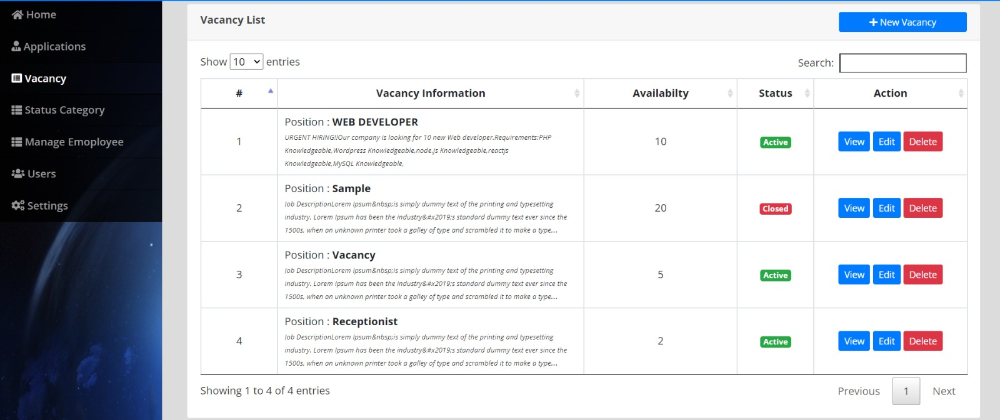 Home
Applications
Vacancy
Status Category
Manage Emoployee
Users
Settings
Vacancy List
New Vacancy
Show 10 entries
Search:
# Vacancy Information Availabilty Status Action
Position : WEB DEVELOPER
URGENT HIRING!!Our company is looking for 10 new Web developer.Requirements:PHP
1 Knowledgeable,Wordpress Knowledgeable,node.js Knowledgeable,reactjs 10 Active View Edit Delete
Knowledgeable,MySQL Knowledgeable,
Position : Sample
Job DescriptionLorem Ipsum&nbsp;is simply dummy text of the printing and typesetting
2 industry. Lorem Ipsum has been the industry&#x2019;s standard dummy text ever since the 20 Closed View Edit Delete
1500s, when an unknown printer took a galley of type and scrambled it to make a type...
Position : Vacancy
Job DescriptionLorem Ipsum&nbsp;is simply dummy text of the printing and typesetting
3 industry. Lorem Ipsum has been the industry&#x2019;s standard dummy text ever since the 5 Active View Edit Delete
1500s, when an unknown printer took a galley of type and scrambled it to make a type...
Position : Receptionist
Job DescriptionLorem Ipsum&nbsp;is simply dummy text of the printing and typesetting
4 industry. Lorem Ipsum has been the industry&#x2019;s standard dummy text ever since the 2 Active View Edit Delete
1500s, when an unknown printer took a galley of type and scrambled it to make a type...
Showing 1 to 4 of 4 entries
Previous 1 Next